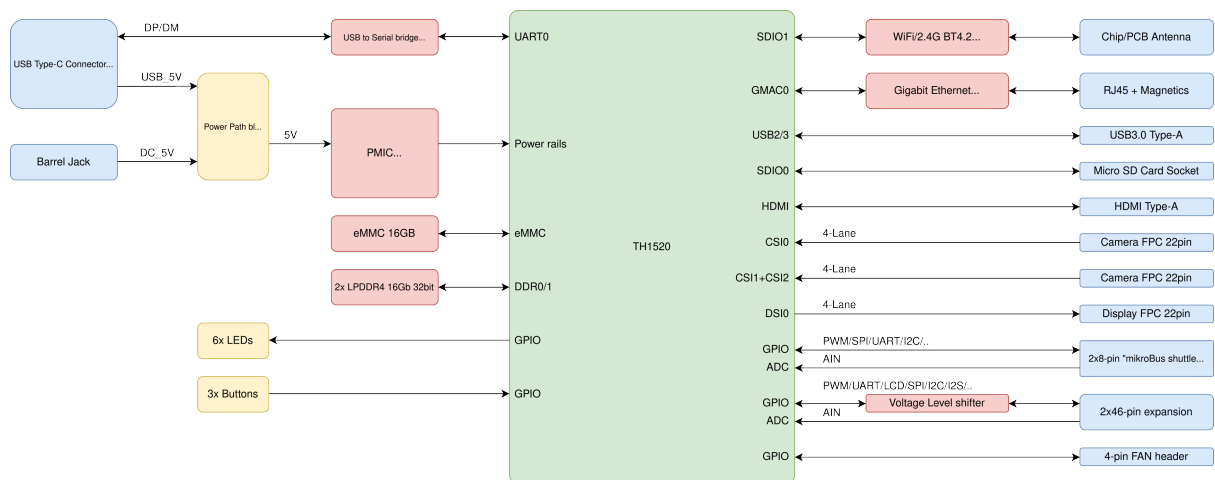 DP/DM
USB Type-C Connector...
USB to Serial bridge...
UART0
USB_5V
Power Path bl...
DC_5V
Barrel Jack
5V
PMIC...
Power rails
eMMC 16GB
eMMC
2x LPDDR4 16Gb 32bit
DDR0/1
6x LEDs
GPIO
3x Buttons
GPIO
TH1520
SDIO1
WiFi/2.4G BT4.2...
Chip/PCB Antenna
GMAC0
Gigabit Ethernet...
RJ45 + Magnetics
USB2/3
USB3.0 Type-A
SDIO0
Micro SD Card Socket
HDMI
HDMI Type-A
CSI0
4-Lane
Camera FPC 22pin
CSI1+CSI2
4-Lane
Camera FPC 22pin
DSI0
4-Lane
Display FPC 22pin
GPIO
PWM/SPI/UART/I2C/..
ADC
AIN
2x8-pin "mikroBus shuttle...
PWM/UART/LCD/SPI/I2C/I2S/..
GPIO
Voltage Level shifter
ADC
AIN
2x46-pin expansion
GPIO
4-pin FAN header